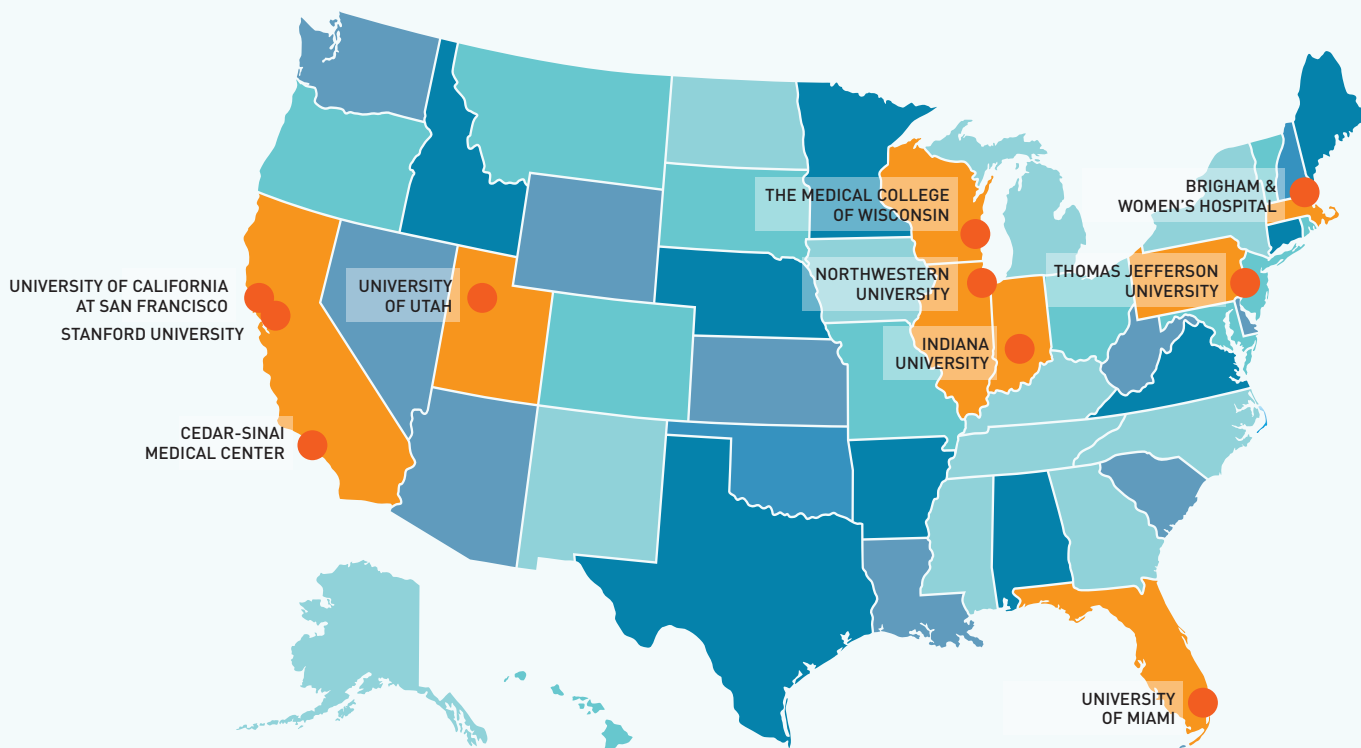 THE MEDICAL COLLEGE
OF WISCONSIN
BRIGHAM &
WOMEN'S HOSPITAL
UNIVERSITY OF CALIFORNIA
AT SAN FRANCISCO
STANFORD UNIVERSITY
UNIVERSITY
OF UTAH
NORTHWESTERN
UNIVERSITY
THOMAS JEFFERSON
UNIVERSITY
INDIANA
UNIVERSITY
CEDAR-SINAI
MEDICAL CENTER
UNIVERSITY
OF MIAMI